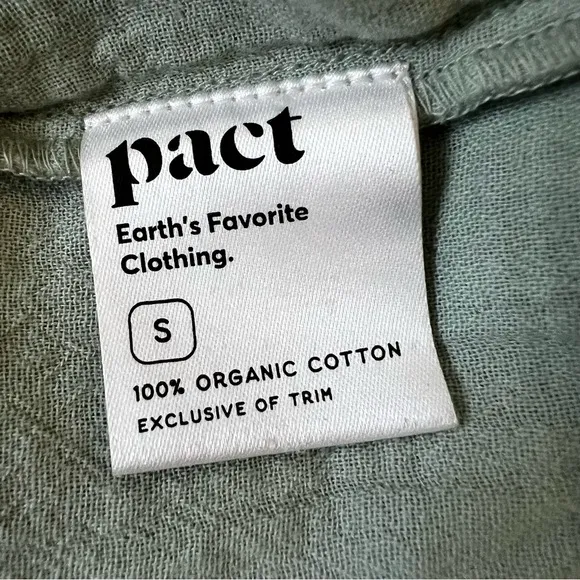 pact
Earth's Favorite
Clothing.
S
100% ORGANIC COTTON
EXCLUSIVE OF TRIM